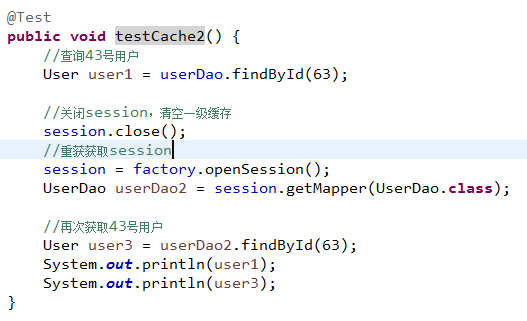 @Test
public void testCache2() {
//查询43号用户
User user1 = userDao.findById(63);
//关闭session，清空一级缓存
session.close();
//重获获取session
session = factory.openSession();
UserDao userDao2 = session.getMapper(UserDao.class);
//再次获取43号用户
User user3 = userDao2.findById(63);
System.out.println(user1);
System.out.println(user3);
}